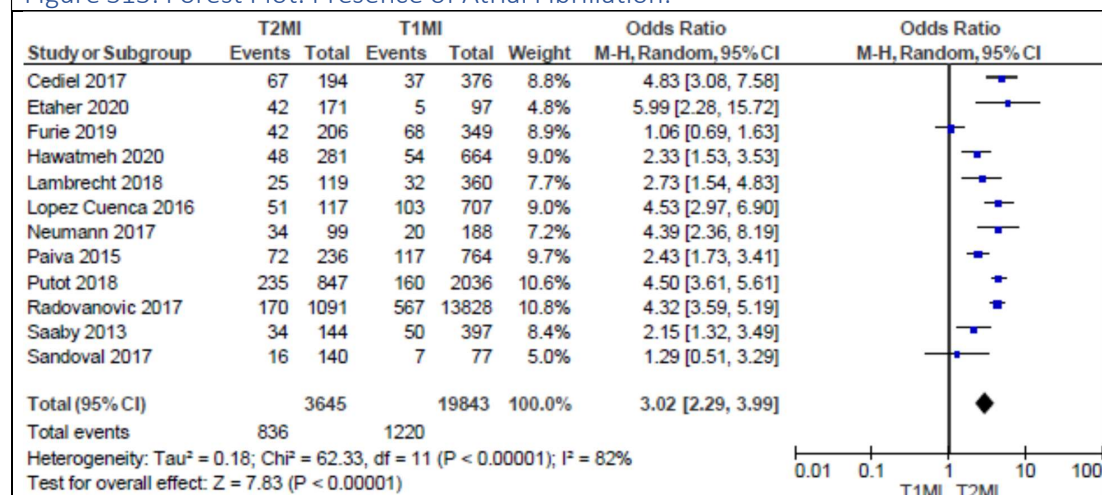 Figure S15. Forest Plot: Presence of Atrial Fibrillation.
T2MI T1MI Odds Ratio Odds Ratio
Study or Subgroup Events Total Events Total Weight M-H, Random, 95% CI M-H, Random, 95% CI
Cediel 2017 67 194 37 376 8.8% 4.83 [3.08, 7.58]
Etaher 2020 42 171 5 97 4.8% 5.99 [2.28, 15.72]
Furie 2019 42 206 68 349 8.9% 1.06 [0.69, 1.63]
Hawatmeh 2020 48 281 54 664 9.0% 2.33 [1.53, 3.53]
Lambrecht 2018 25 119 32 360 7.7% 2.73 [1.54, 4.83]
Lopez Cuenca 2016 51 117 103 707 9.0% 4.53 [2.97, 6.90]
Neumann 2017 34 99 20 188 7.2% 4.39 [2.36, 8.19]
Paiva 2015 72 236 117 764 9.7% 2.43 [1.73, 3.41]
Putot 2018 235 847 160 2036 10.6% 4.50 [3.61, 5.61]
Radovanovic 2017 170 1091 567 13828 10.8% 4.32 [3.59, 5.19]
Saaby 2013 34 144 50 397 8.4% 2.15 [1.32, 3.49]
Sandoval 2017 16 140 7 77 5.0% 1.29 [0.51, 3.29]
Total (95% CI) 3645 19843 100.0% 3.02 [2.29, 3.99]
Total events 836 1220
Heterogeneity: Tau² = 0.18; Chi² = 62.33, df = 11 (P < 0.00001); I² = 82%
Test for overall effect: Z = 7.83 (P < 0.00001)
0.01 0.1 1 10 100
T1MI T2MI